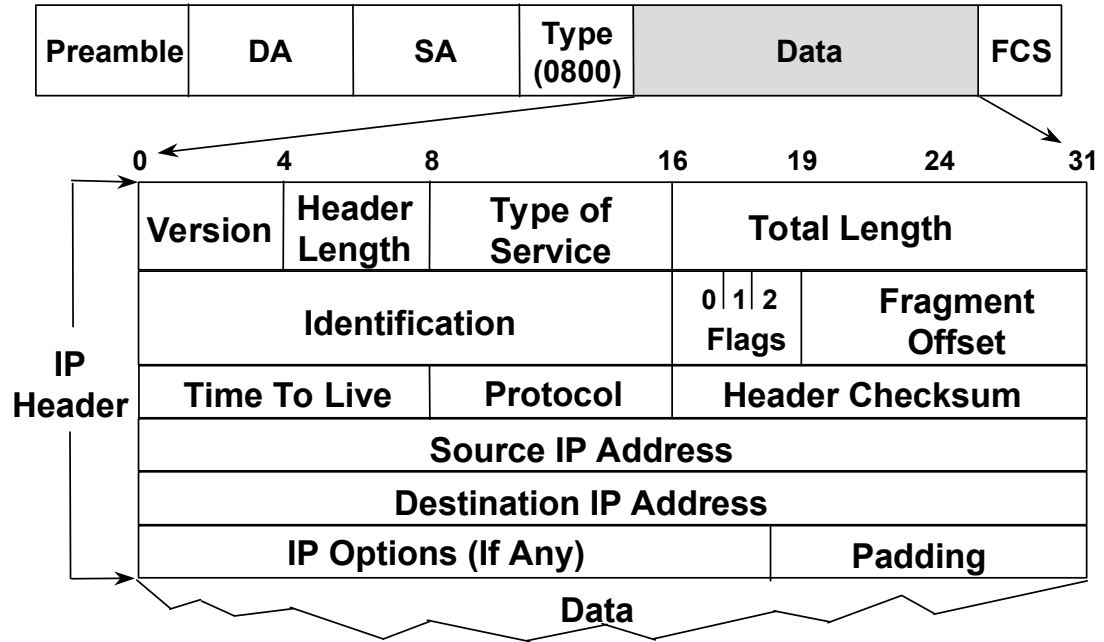 Preamble DA SA Type (0800) Data FCS
0 4 8 16 19 24 31
Version Header Length Type of Service Total Length
Identification 0 1 2 Flags Fragment Offset
IP Header
Time To Live Protocol Header Checksum
Source IP Address
Destination IP Address
IP Options (If Any) Padding
Data